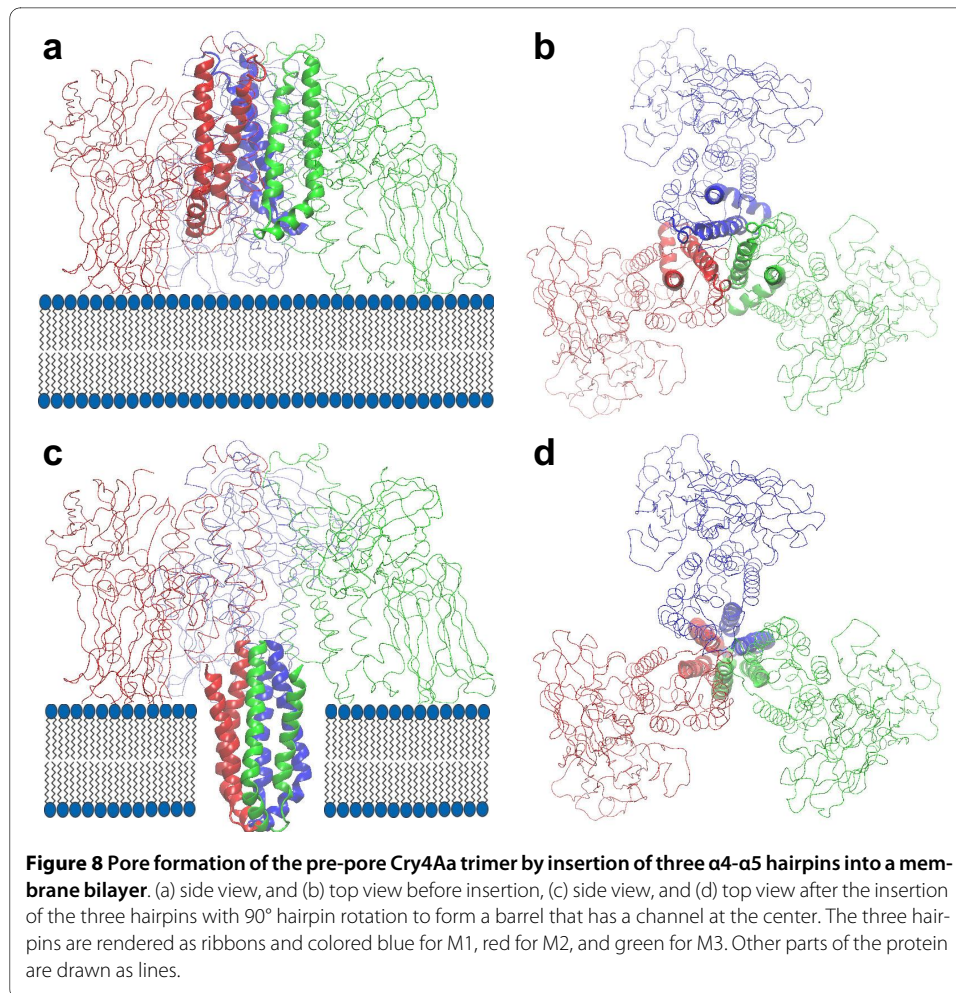 a
b
c
d
Figure 8 Pore formation of the pre-pore Cry4Aa trimer by insertion of three α4-α5 hairpins into a mem-
brane bilayer. (a) side view, and (b) top view before insertion, (c) side view, and (d) top view after the insertion
of the three hairpins with 90° hairpin rotation to form a barrel that has a channel at the center. The three hair-
pins are rendered as ribbons and colored blue for M1, red for M2, and green for M3. Other parts of the protein
are drawn as lines.